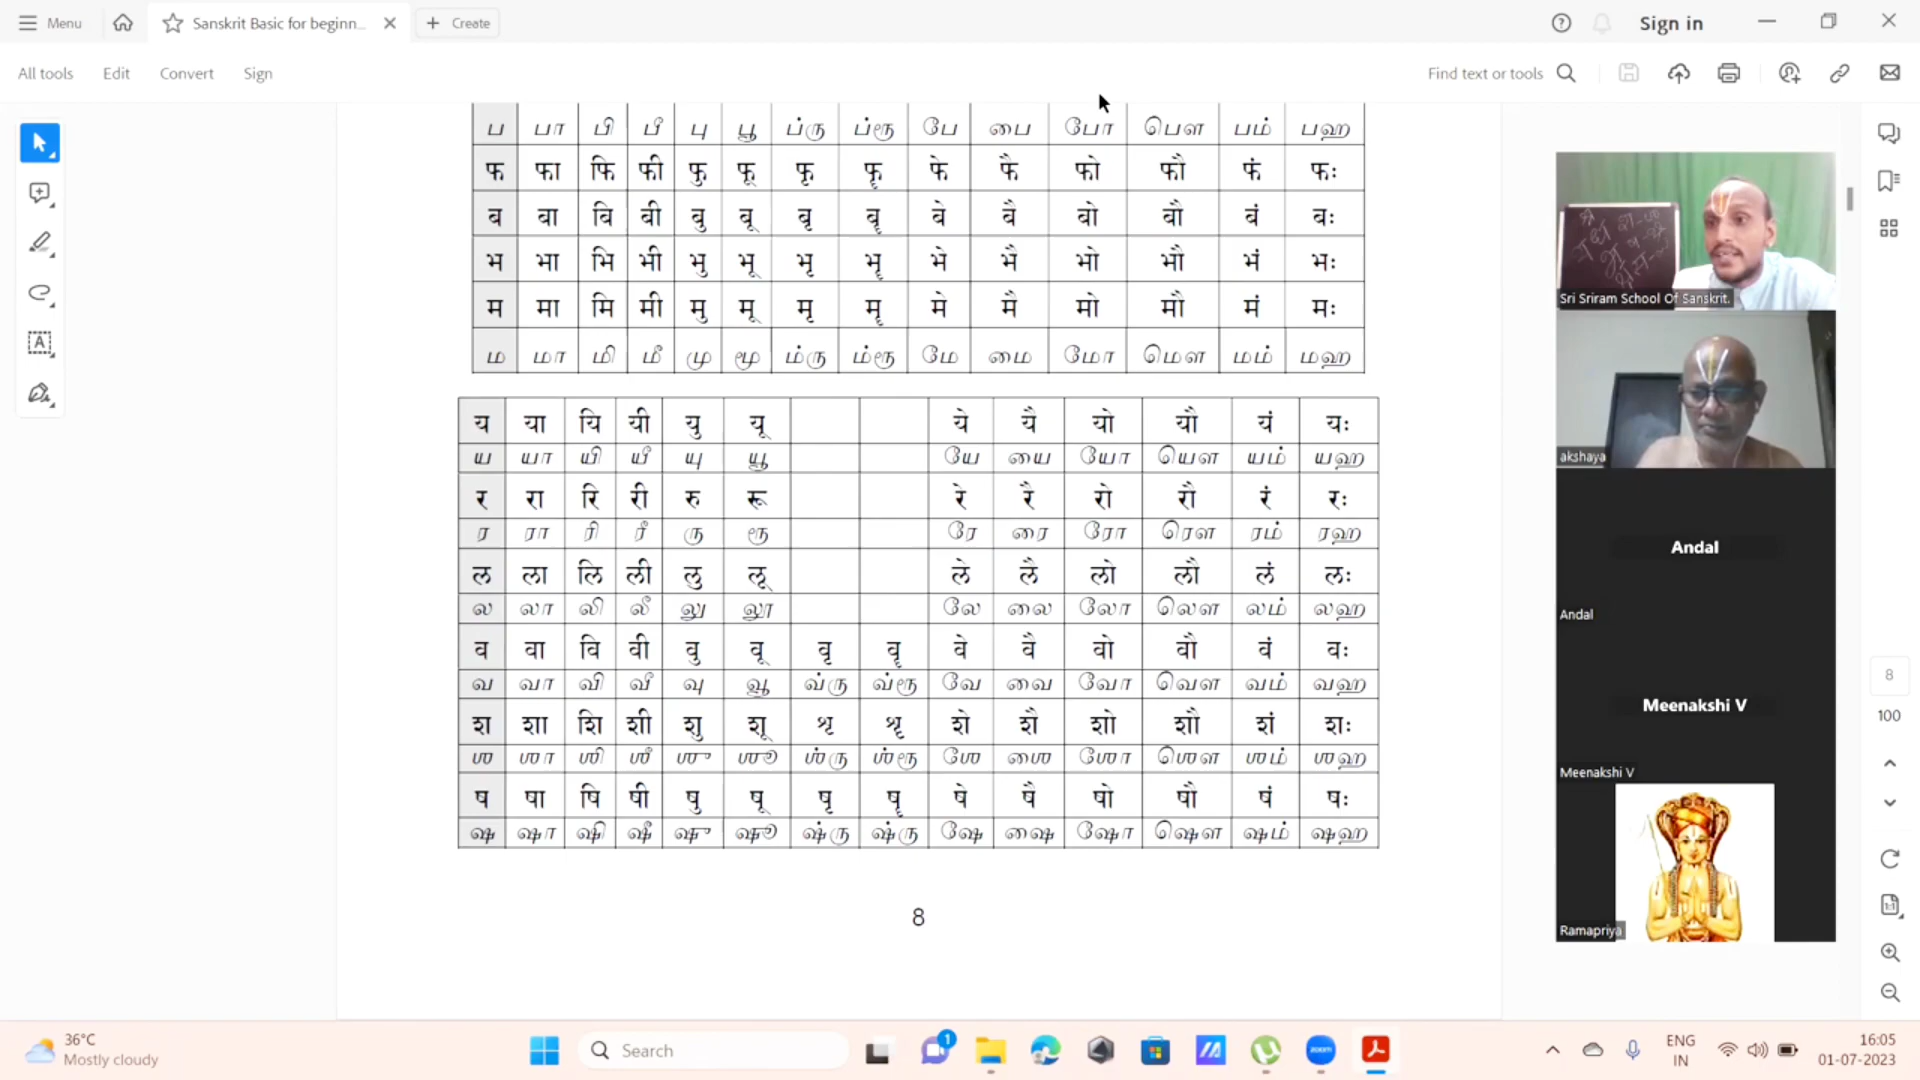 Menu Sanskrit Basic for beginn... Create Sign in
All tools Edit Convert Sign Find text or tools
ப பா பி பீ பு பூ ப்ரு ப்ரூ பே பை போ பௌ பம் பஹ
फ फा फि फी फु फू फृ फॄ फे फै फो फौ फं फः
ब बा बि बी बु बू बृ बॄ बे बै बो बौ बं बः
भ भा भि भी भु भू भृ भॄ भे भै भो भौ भं भः
म मा मि मी मु मू मृ मॄ मे मै मो मौ मं मः
ம மா மி மீ மு மூ ம்ரு ம்ரூ மே மை மோ மௌ மம் மஹ
य या यि यी यु यू ये यै यो यौ यं यः
ய யா யி யீ யு யூ யே யை யோ யௌ யம் யஹ
र रा रि री रु रू रे रै रो रौ रं रः
ர ரா ரி ரீ ரு ரூ ரே ரை ரோ ரௌ ரம் ரஹ
ल ला लि ली लु लू ले लै लो लौ लं लः
ல லா லி லீ லு லூ லே லை லோ லௌ லம் லஹ
व वा वि वी वु वू वृ वॄ वे वै वो वौ वं वः
வ வா வி வீ வு வூ வ்ரு வ்ரூ வே வை வோ வௌ வம் வஹ
श शा शि शी शु शू शृ शॄ शे शै शो शौ शं शः
ஶ ஶா ஶி ஶீ ஶு ஶூ ஶ்ரு ஶ்ரூ ஶே ஶை ஶோ ஶௌ ஶம் ஶஹ
ष षा षि षी षु षू षृ षॄ षे षै षो षौ षं षः
ஷ ஷா ஷி ஷீ ஷு ஷூ ஷ்ரு ஷ்ரு ஷே ஷை ஷோ ஷௌ ஷம் ஷஹ
8
Sri Sriram School Of Sanskrit.
akshaya
Andal
Andal
Meenakshi V
Meenakshi V
Ramapriya
8
100
36°C
Mostly cloudy
Search
1
zoom
ENG
IN
16:05
01-07-2023